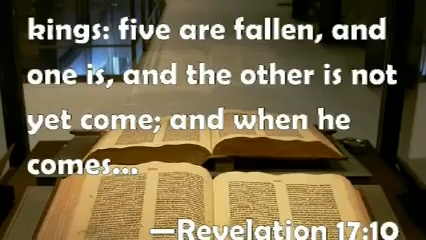 kings: five are fallen, and
one is, and the other is not
yet come; and when he
comes...
—Revelation 17:10